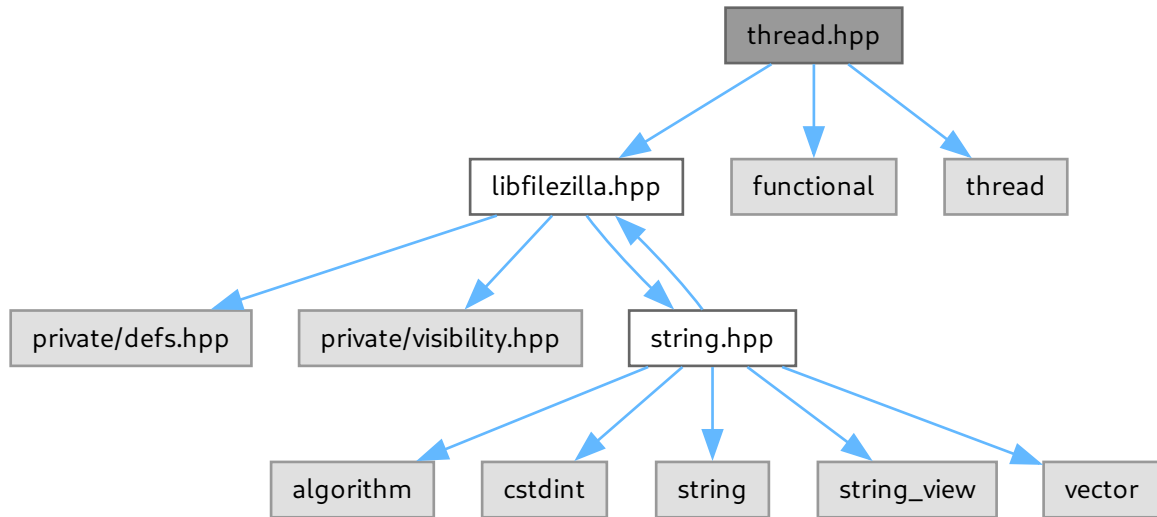 thread.hpp
libfilezilla.hpp
functional
thread
private/defs.hpp
private/visibility.hpp
string.hpp
algorithm
cstdint
string
string_view
vector